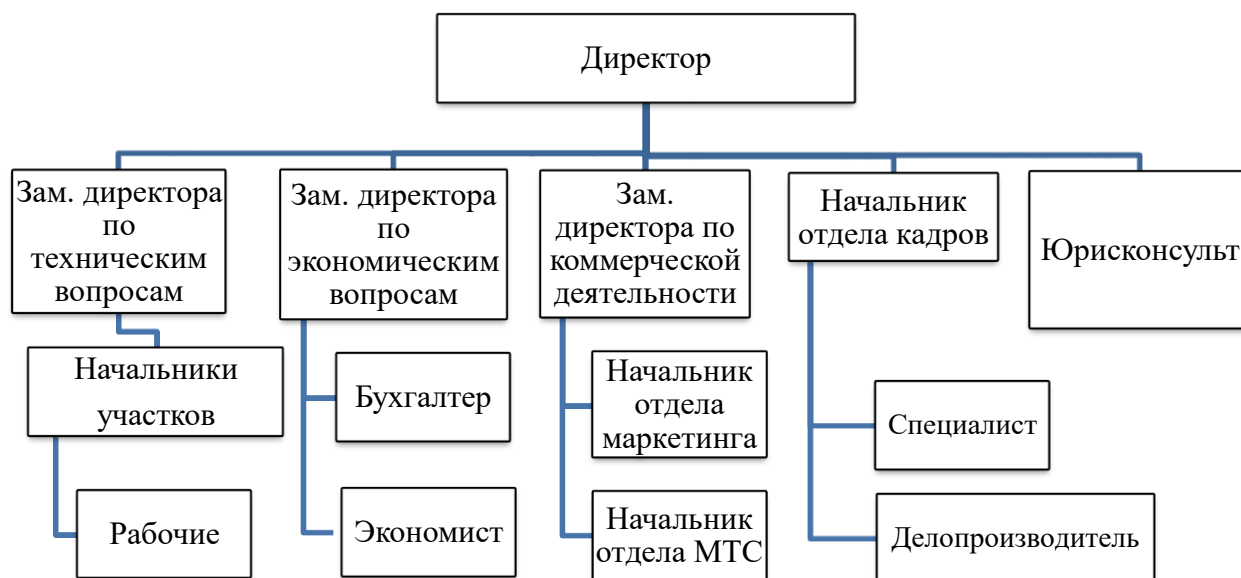 Директор
Зам. директора
по
техническим
вопросам
Зам. директора
по
экономическим
вопросам
Зам.
директора по
коммерческой
деятельности
Начальник
отдела кадров
Юрисконсульт
Начальники
участков
Рабочие
Бухгалтер
Экономист
Начальник
отдела
маркетинга
Начальник
отдела МТС
Специалист
Делопроизводитель